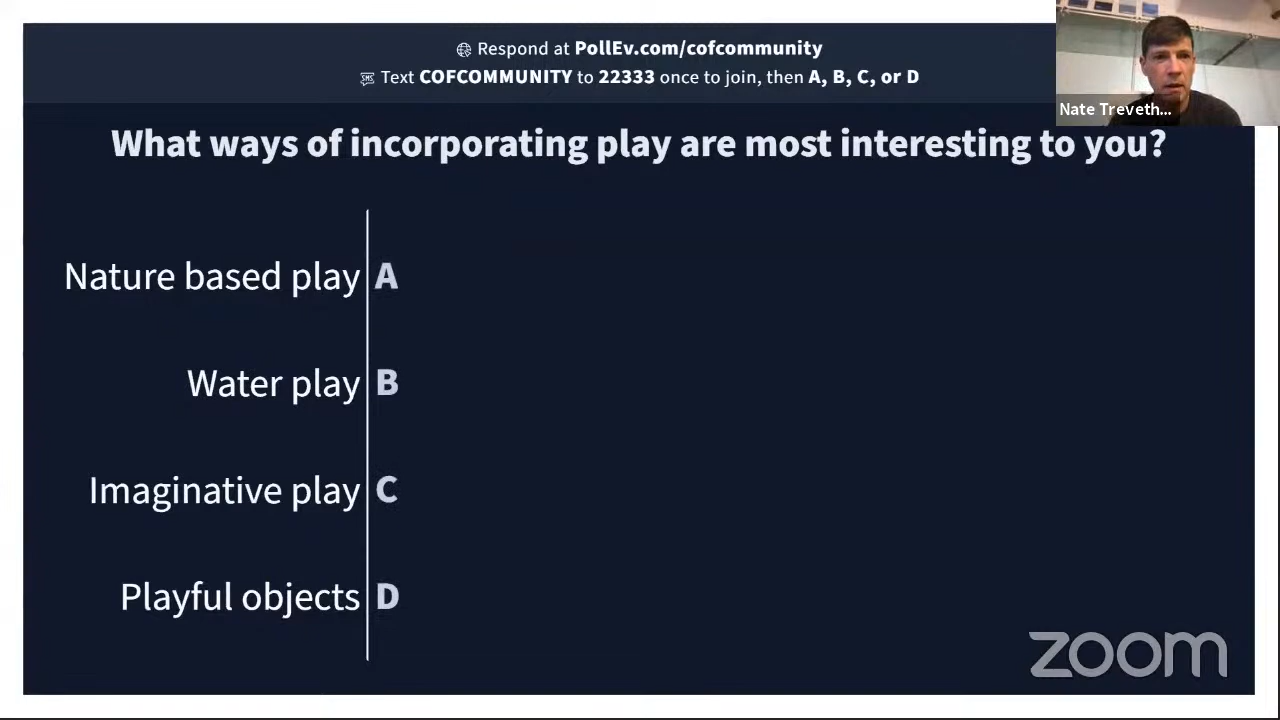 Respond at PollEv.com/cofcommunity
Text COFCOMMUNITY to 22333 once to join, then A, B, C, or D
Nate Treveth...
What ways of incorporating play are most interesting to you?
Nature based play A
Water play B
Imaginative play C
Playful objects D
zoom